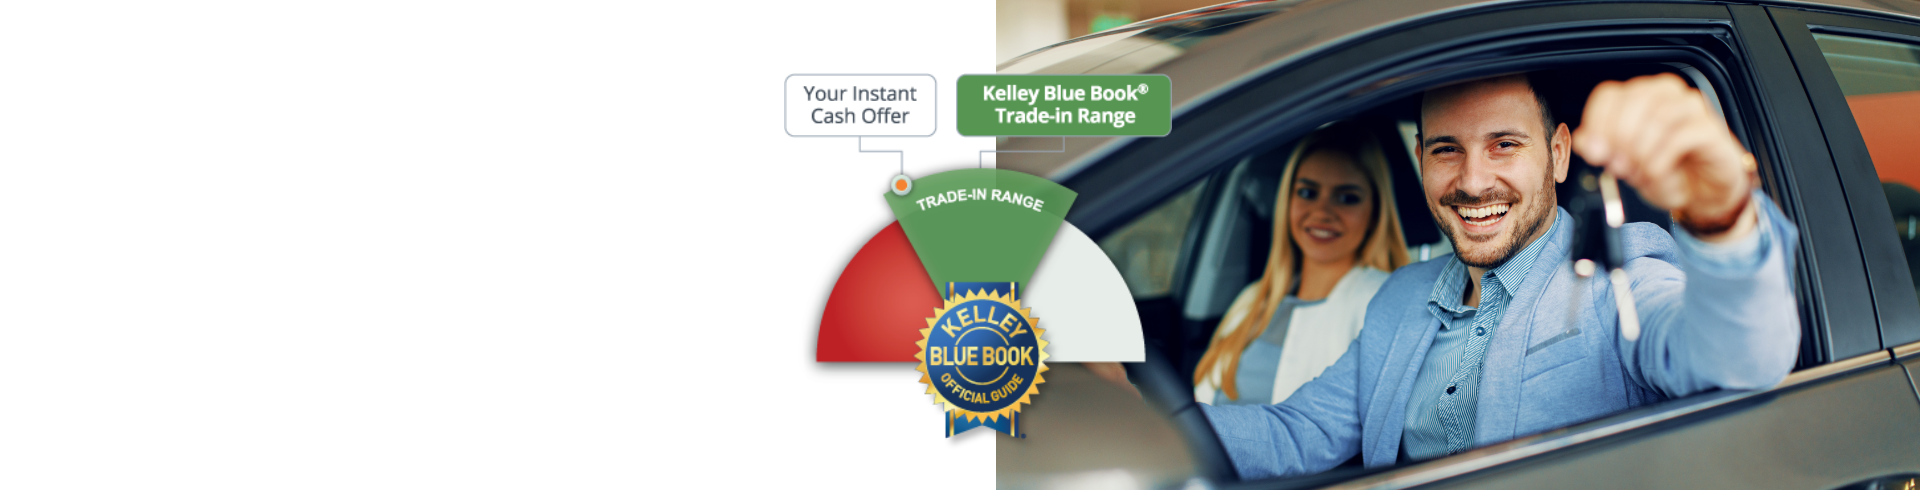 Your Instant
Cash Offer
Kelley Blue Book®
Trade-in Range
TRADE-IN RANGE
KELLEY
BLUE BOOK
OFFICIAL GUIDE